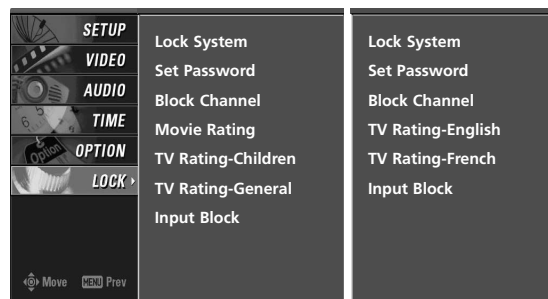 SETUP
VIDEO
AUDIO
TIME
OPTION
Option
LOCK
Move
MENU Prev
Lock System
Set Password
Block Channel
Movie Rating
TV Rating-Children
TV Rating-General
Input Block
Lock System
Set Password
Block Channel
TV Rating-English
TV Rating-French
Input Block